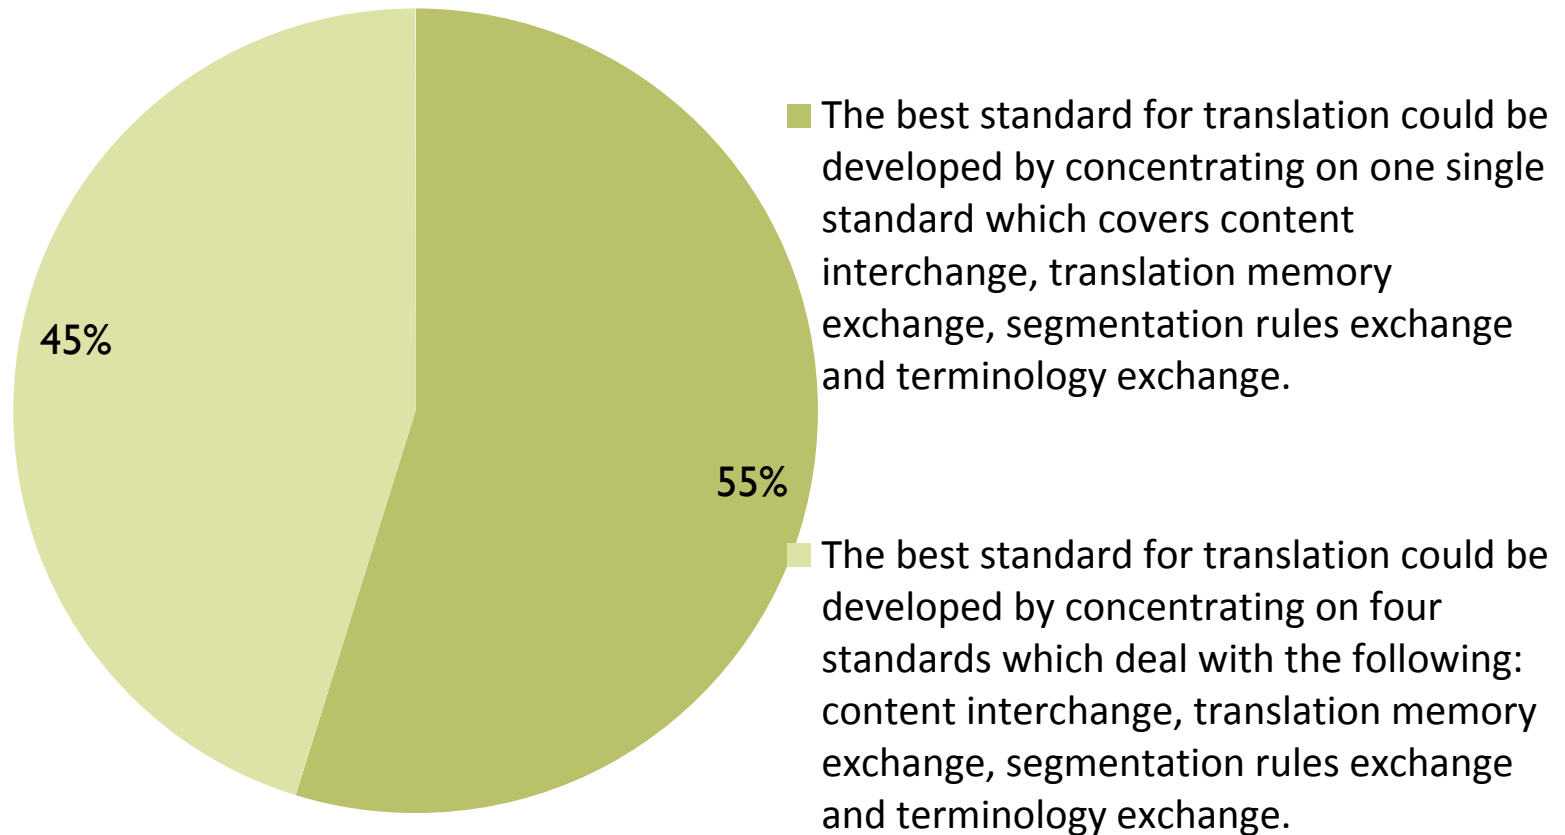 The best standard for translation could be
developed by concentrating on one single
standard which covers content
interchange, translation memory
exchange, segmentation rules exchange
and terminology exchange.
45%
55%
The best standard for translation could be
developed by concentrating on four
standards which deal with the following:
content interchange, translation memory
exchange, segmentation rules exchange
and terminology exchange.